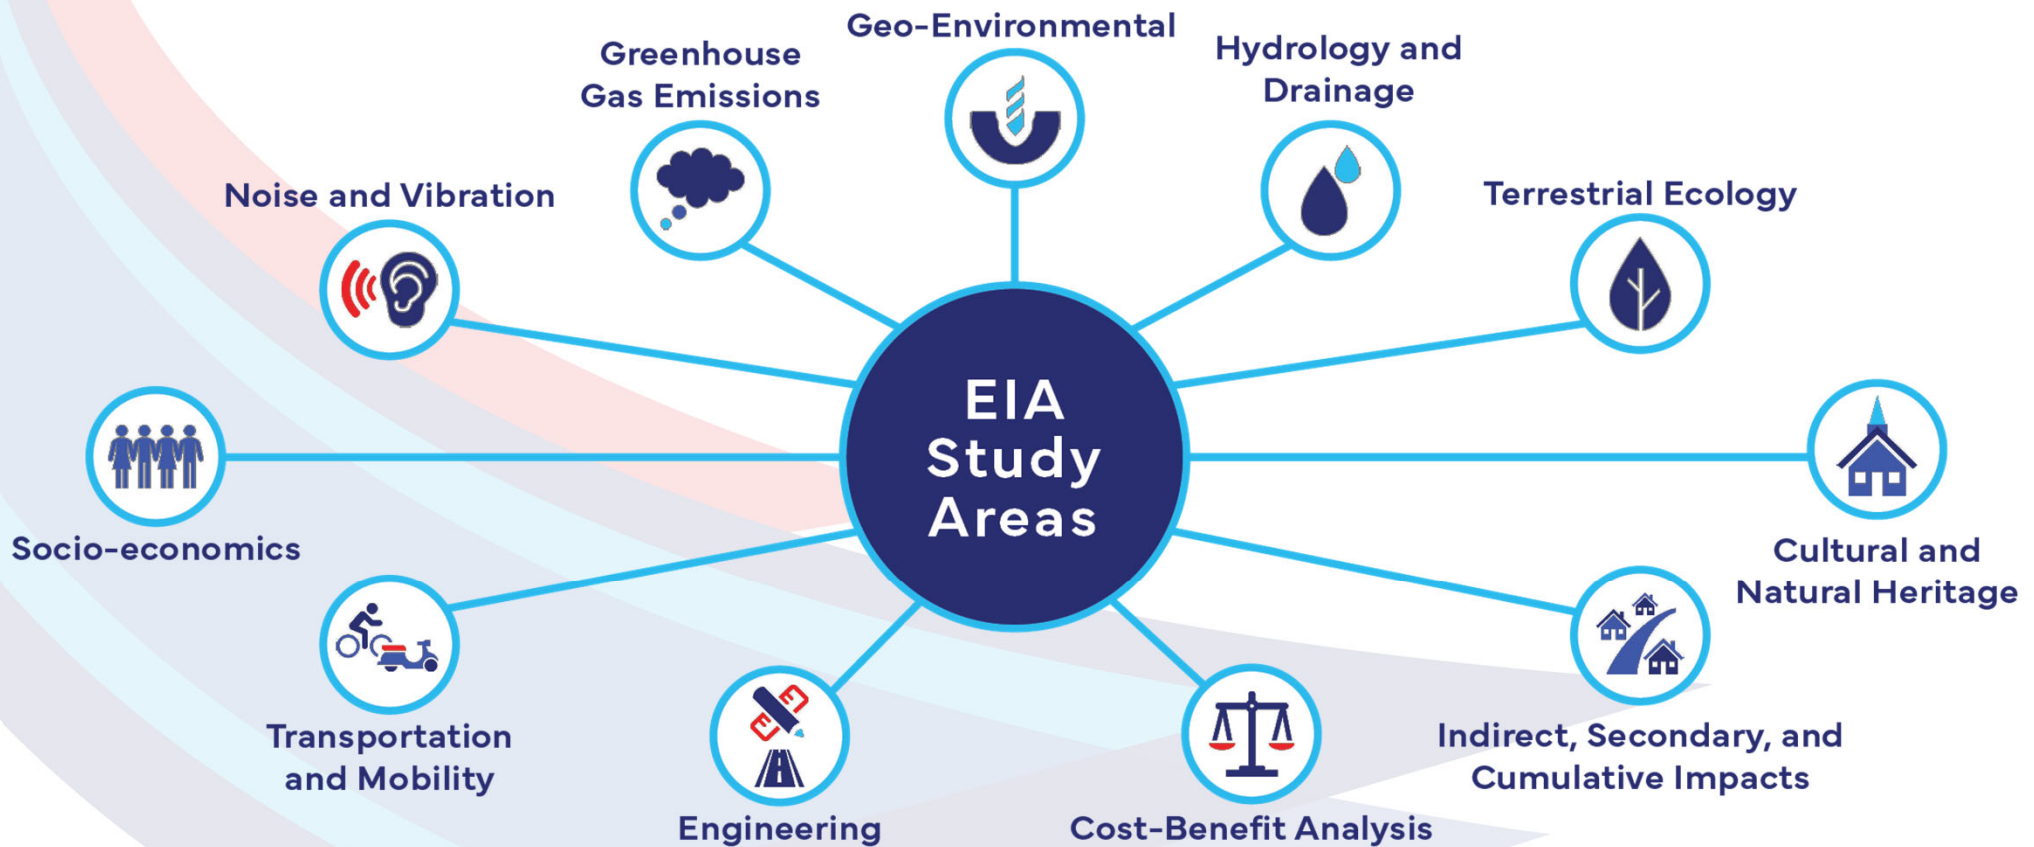 Geo-Environmental
Greenhouse
Gas Emissions
Hydrology and
Drainage
Noise and Vibration
Terrestrial Ecology
EIA
Study
Areas
Socio-economics
Cultural and
Natural Heritage
Transportation
and Mobility
Indirect, Secondary, and
Cumulative Impacts
Engineering
Cost-Benefit Analysis